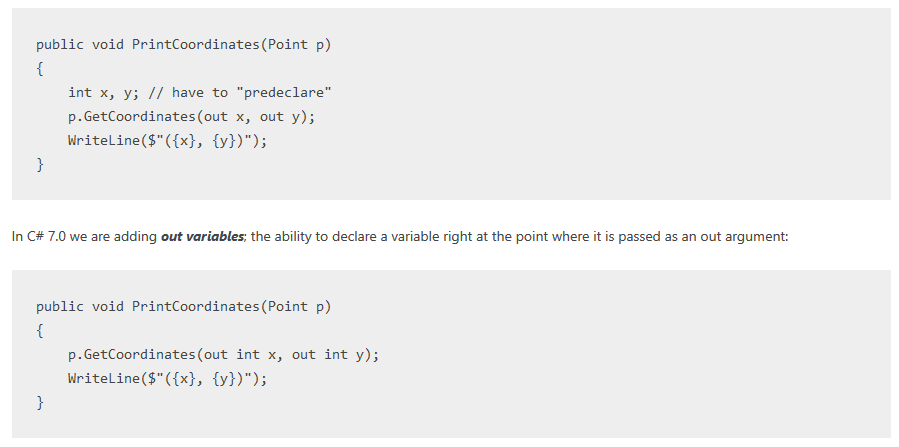 public void PrintCoordinates(Point p)
{
    int x, y; // have to "predeclare"
    p.GetCoordinates(out x, out y);
    WriteLine($"({x}, {y})");
}
In C# 7.0 we are adding out variables; the ability to declare a variable right at the point where it is passed as an out argument:
public void PrintCoordinates(Point p)
{
    p.GetCoordinates(out int x, out int y);
    WriteLine($"({x}, {y})");
}